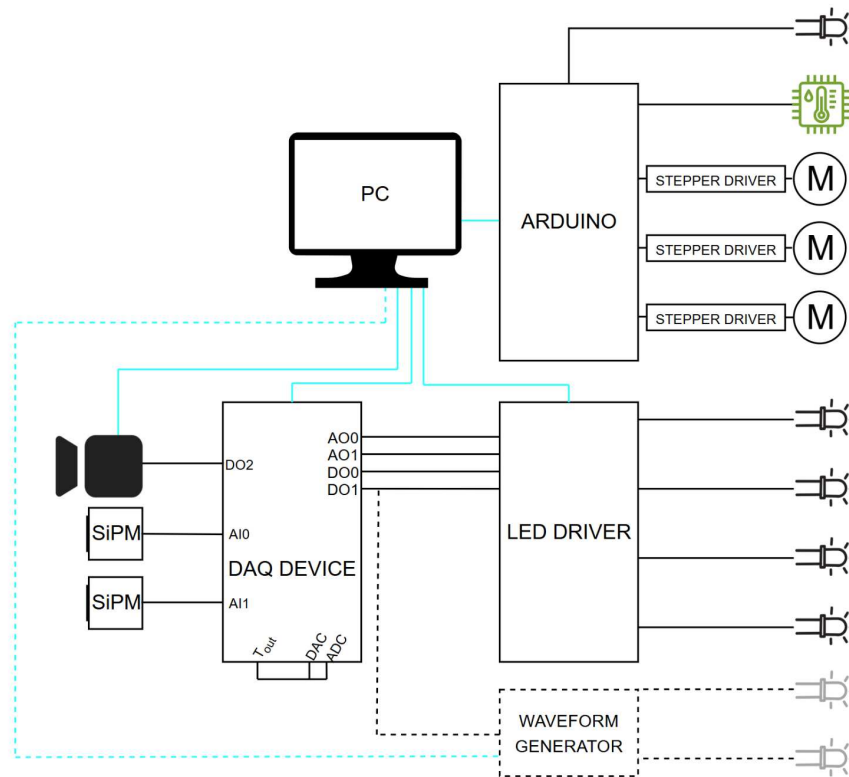 PC
ARDUINO
STEPPER DRIVER
M
STEPPER DRIVER
M
STEPPER DRIVER
M
AO0
AO1
DO0
DO1
DO2
SiPM
AI0
DAQ DEVICE
LED DRIVER
SiPM
AI1
Tout
DAC
ADC
WAVEFORM
GENERATOR